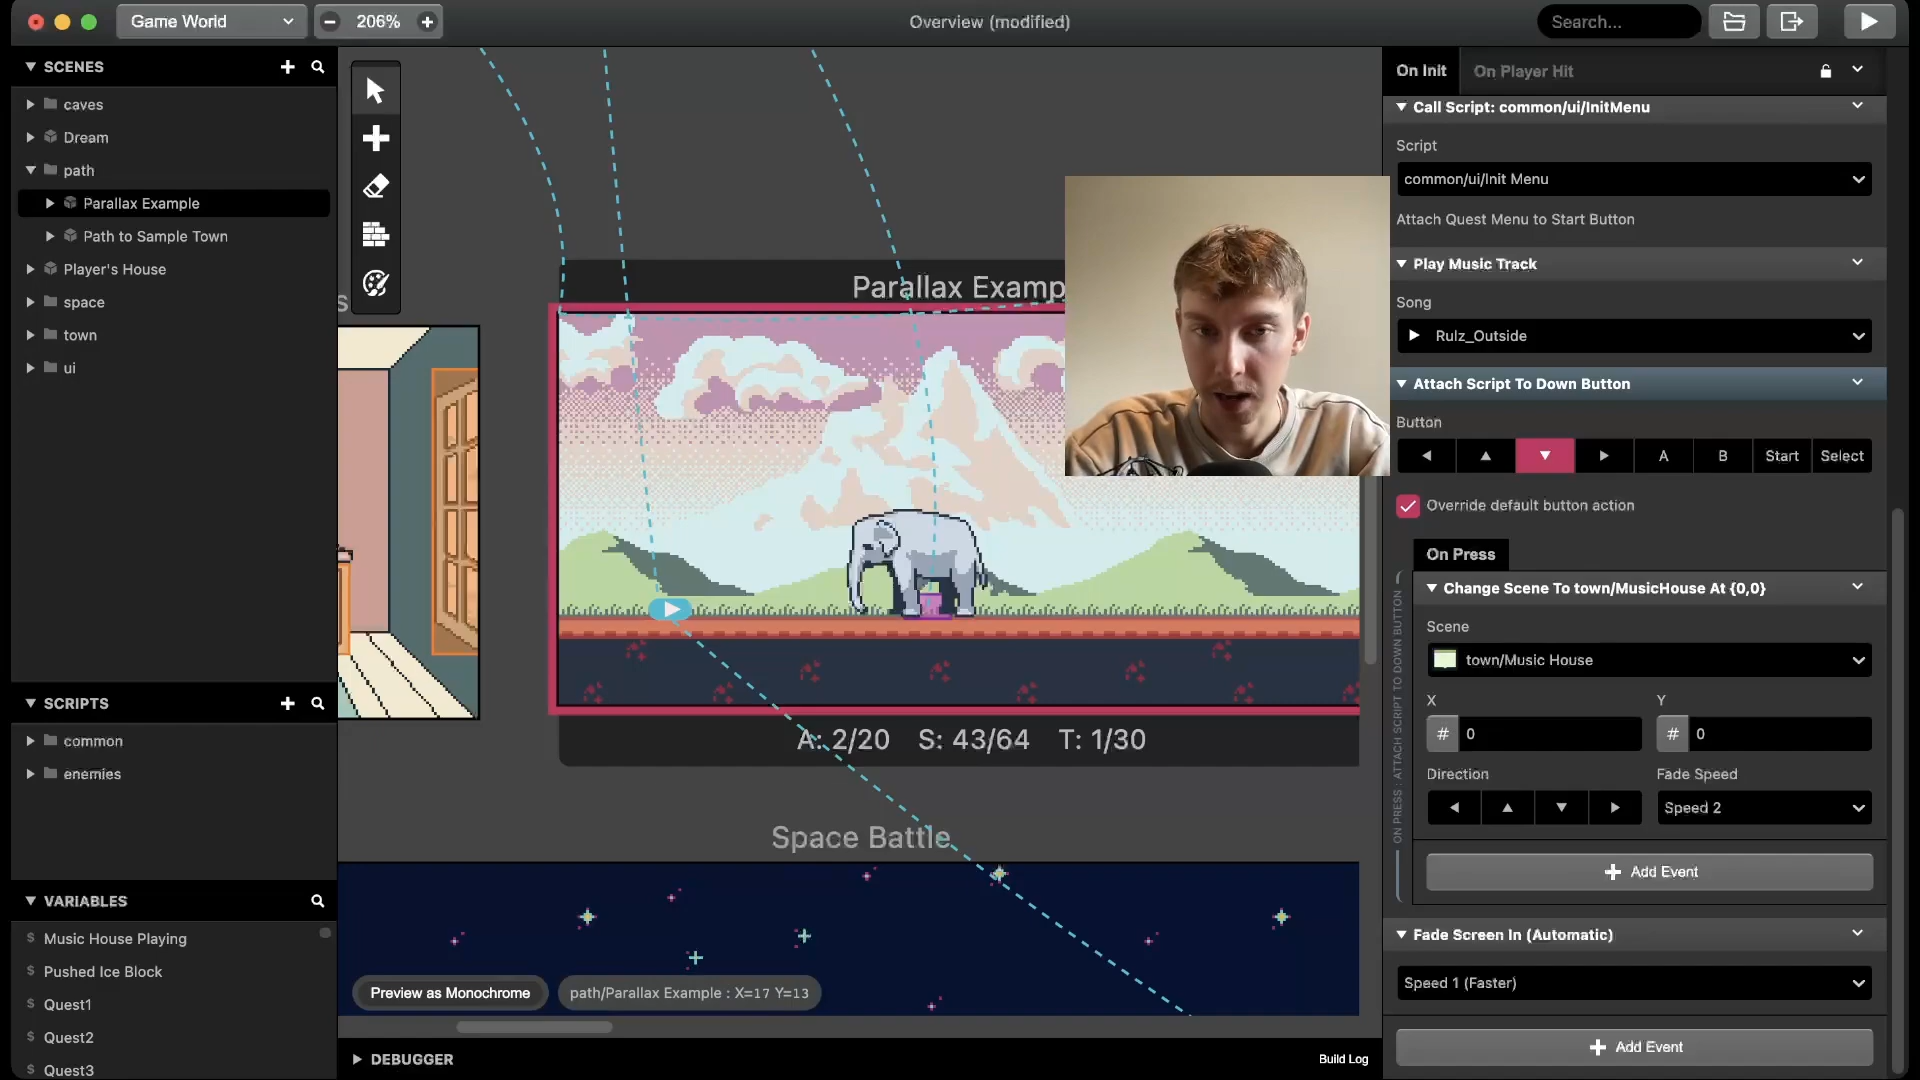 Game World
206%
Overview (modified)
Search...
SCENES
caves
Dream
path
Parallax Example
Path to Sample Town
Player's House
space
town
ui
SCRIPTS
common
enemies
VARIABLES
$ Music House Playing
$ Pushed Ice Block
$ Quest1
$ Quest2
$ Quest3
s
Parallax Examp
A: 2/20 S: 43/64 T: 1/30
Space Battle
Preview as Monochrome
path/Parallax Example : X=17 Y=13
DEBUGGER
Build Log
On Init
On Player Hit
Call Script: common/ui/InitMenu
Script
common/ui/Init Menu
Attach Quest Menu to Start Button
Play Music Track
Song
Rulz_Outside
Attach Script To Down Button
Button
A B Start Select
Override default button action
On Press
ON PRESS : ATTACH SCRIPT TO DOWN BUTTON
Change Scene To town/MusicHouse At {0,0}
Scene
town/Music House
X Y
# 0 # 0
Direction Fade Speed
Speed 2
Add Event
Fade Screen In (Automatic)
Speed 1 (Faster)
Add Event